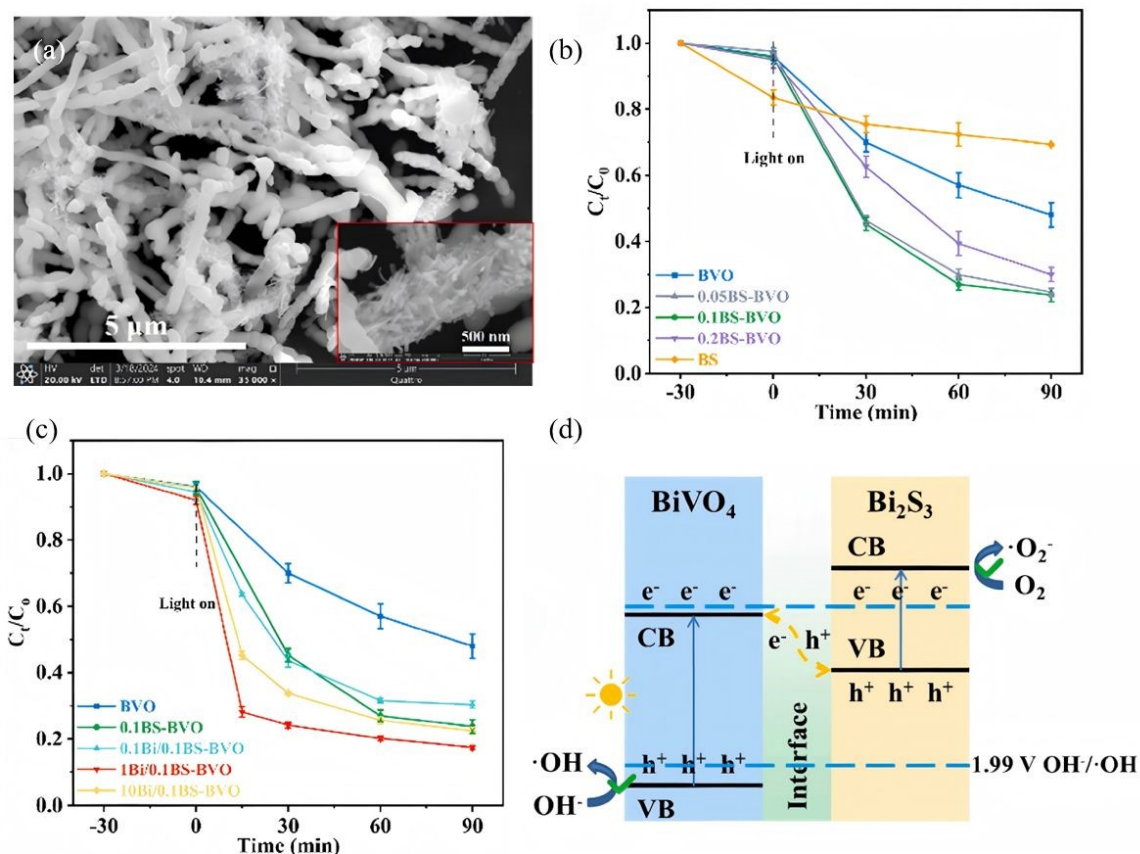 (a)
5 μm
500 nm
HV det 3/18/2024 spot WD mag □
20.00 kV ETD 8:57:00 PM 4.0 10.4 mm 35 000 ×
5 μm
Quattro
(b)
Cₜ/C₀
1.0
0.8
0.6
0.4
0.2
0.0
Light on
BVO
0.05BS-BVO
0.1BS-BVO
0.2BS-BVO
BS
-30 0 30 60 90
Time (min)
(c)
Cₜ/C₀
1.0
0.8
0.6
0.4
0.2
0.0
Light on
BVO
0.1BS-BVO
0.1Bi/0.1BS-BVO
1Bi/0.1BS-BVO
10Bi/0.1BS-BVO
-30 0 30 60 90
Time (min)
(d)
BiVO₄ Bi₂S₃
CB
·O₂⁻
O₂
e⁻ e⁻ e⁻ e⁻ e⁻ e⁻
CB
e⁻ h⁺
VB
h⁺ h⁺ h⁺
Interface
·OH
h⁺ h⁺ h⁺
1.99 V OH⁻/·OH
OH⁻
VB